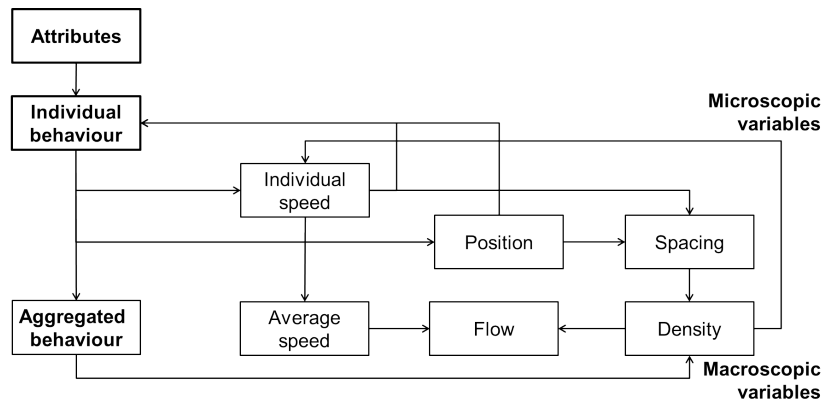 Attributes
Individual
behaviour
Microscopic
variables
Individual
speed
Position
Spacing
Aggregated
behaviour
Average
speed
Flow
Density
Macroscopic
variables